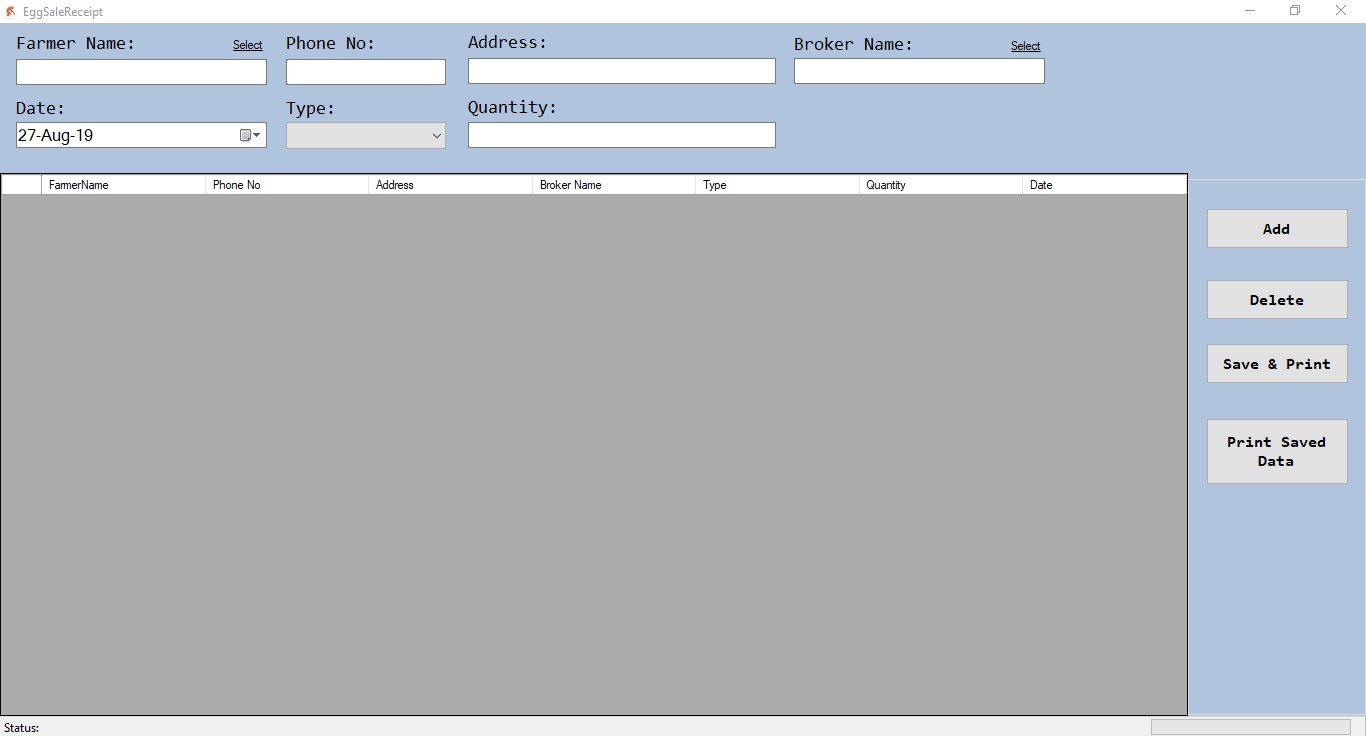 EggSaleReceipt
Farmer Name: Select Phone No: Address: Broker Name: Select
Date: Type: Quantity:
27-Aug-19
FarmerName Phone No Address Broker Name Type Quantity Date
Add
Delete
Save & Print
Print Saved
Data
Status: